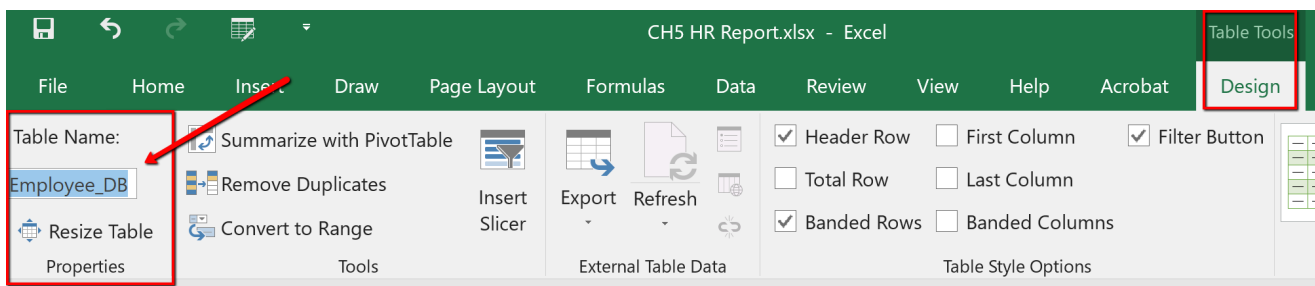 CH5 HR Report.xlsx - Excel
Table Tools
File Home Insert Draw Page Layout Formulas Data Review View Help Acrobat Design
Table Name:
Employee_DB
Resize Table
Properties
Summarize with PivotTable
Remove Duplicates
Convert to Range
Insert
Slicer
Tools
Export
Refresh
External Table Data
Header Row
First Column
Filter Button
Total Row
Last Column
Banded Rows
Banded Columns
Table Style Options